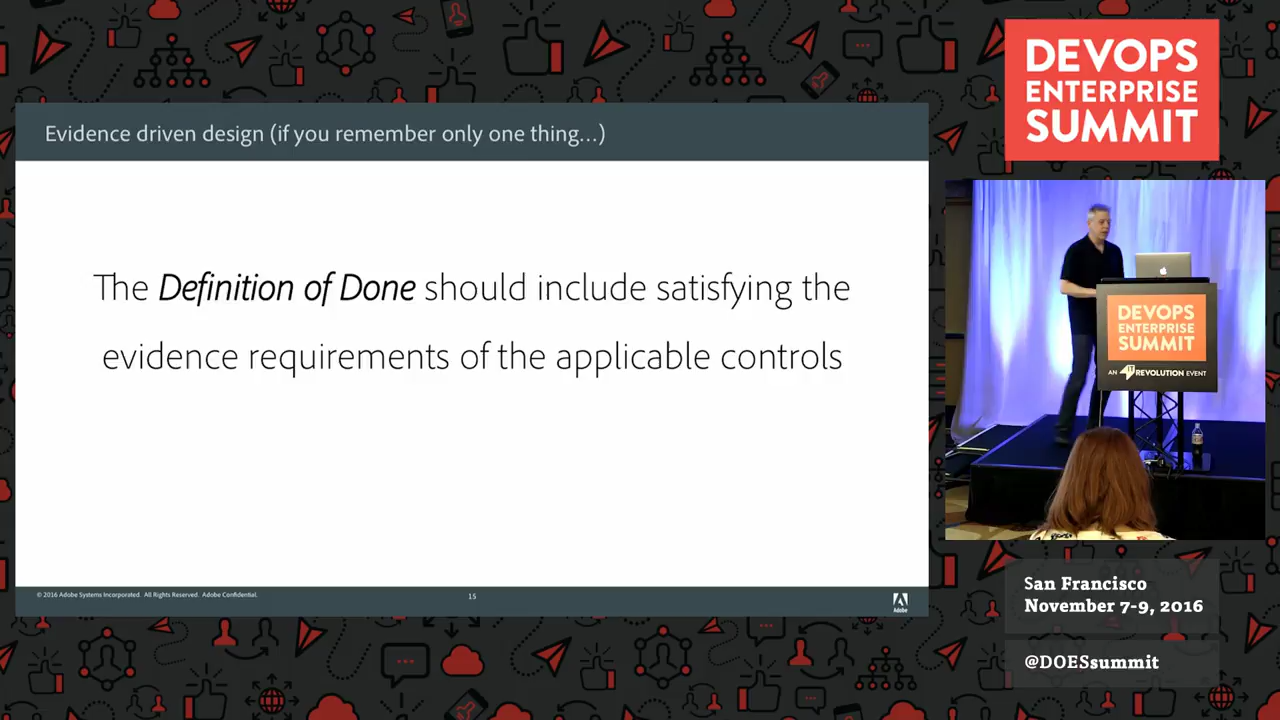 Evidence driven design (if you remember only one thing...)
The Definition of Done should include satisfying the
evidence requirements of the applicable controls
© 2016 Adobe Systems Incorporated. All Rights Reserved. Adobe Confidential.
15
Adobe
DEVOPS
ENTERPRISE
SUMMIT
DEVOPS
ENTERPRISE
SUMMIT
AN IT REVOLUTION EVENT
San Francisco
November 7-9, 2016
@DOESsummit